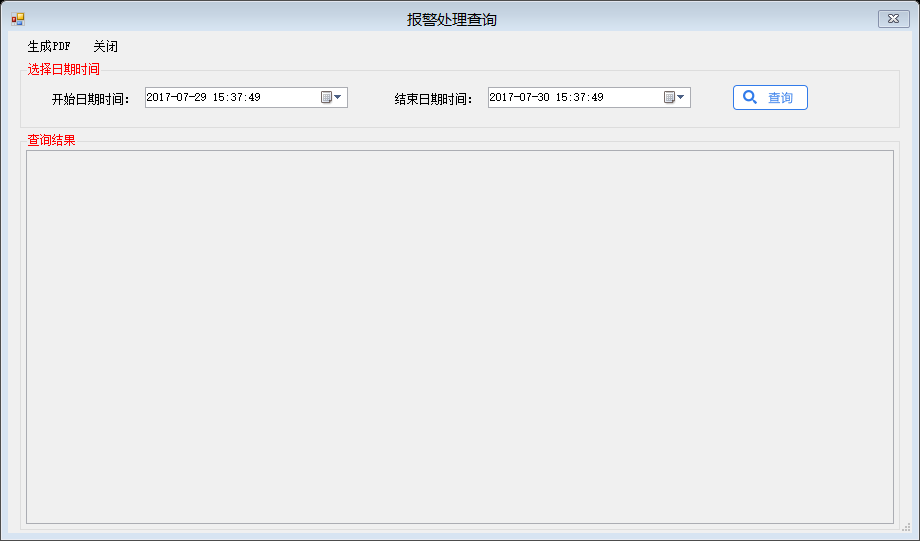 报警处理查询
生成PDF 关闭
选择日期时间
开始日期时间： 2017-07-29 15:37:49 结束日期时间： 2017-07-30 15:37:49 查询
查询结果